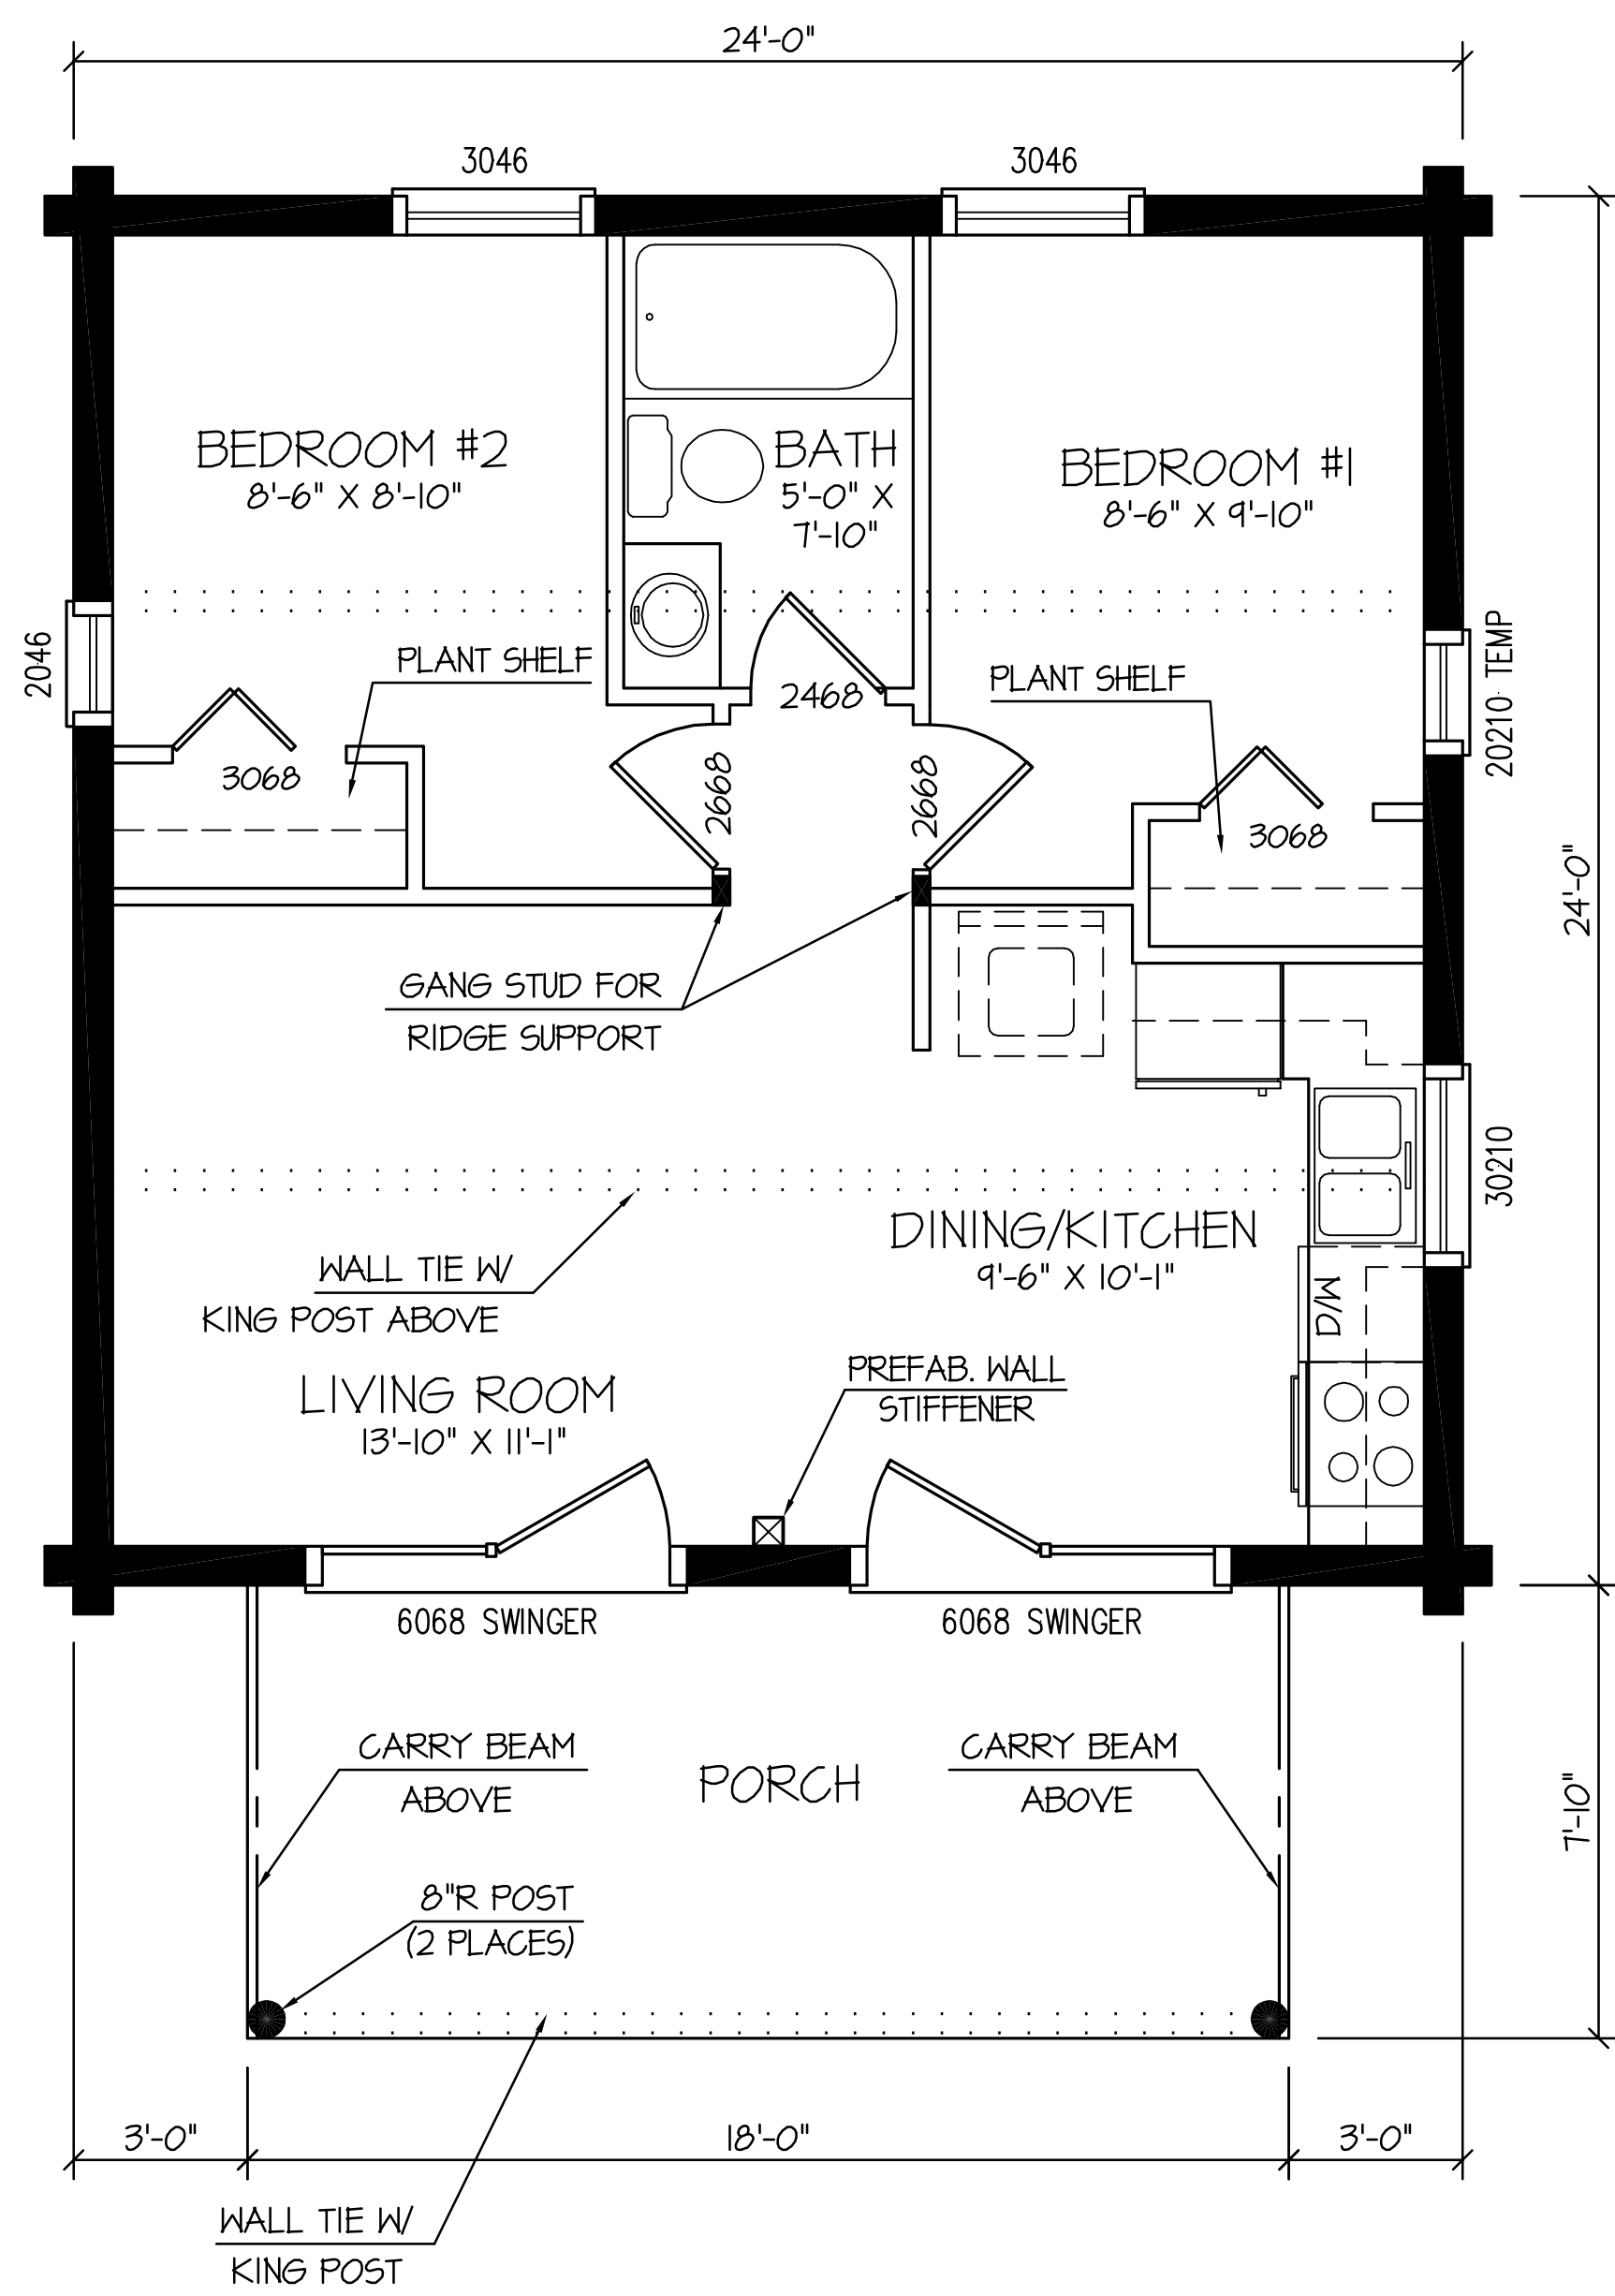 24'-0"
3046
3046
BEDROOM #2
8'-6" X 8'-10"
BATH
5'-0" X
7'-10"
BEDROOM #1
8'-6" X 9'-10"
2046
PLANT SHELF
3068
2468
PLANT SHELF
20210 TEMP
2668
2668
3068
24'-0"
GANG STUD FOR
RIDGE SUPPORT
30210
DINING/KITCHEN
9'-6" X 10'-1"
WALL TIE W/
KING POST ABOVE
D/W
LIVING ROOM
13'-10" X 11'-1"
PREFAB. WALL
STIFFENER
6068 SWINGER
6068 SWINGER
CARRY BEAM
ABOVE
PORCH
CARRY BEAM
ABOVE
7'-10"
8"R POST
(2 PLACES)
3'-0"
18'-0"
3'-0"
WALL TIE W/
KING POST